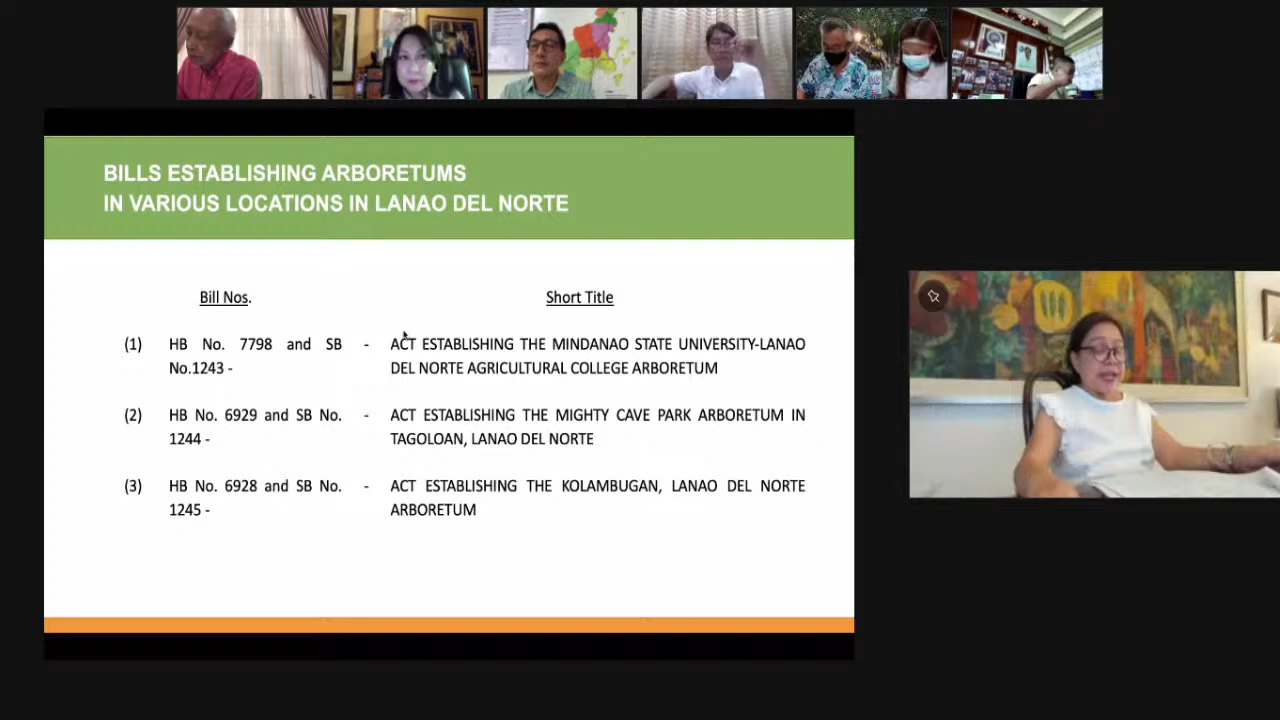 BILLS ESTABLISHING ARBORETUMS
IN VARIOUS LOCATIONS IN LANAO DEL NORTE
Bill Nos. Short Title
(1) HB No. 7798 and SB - ACT ESTABLISHING THE MINDANAO STATE UNIVERSITY-LANAO
No.1243 - DEL NORTE AGRICULTURAL COLLEGE ARBORETUM
(2) HB No. 6929 and SB No. - ACT ESTABLISHING THE MIGHTY CAVE PARK ARBORETUM IN
1244 - TAGOLOAN, LANAO DEL NORTE
(3) HB No. 6928 and SB No. - ACT ESTABLISHING THE KOLAMBUGAN, LANAO DEL NORTE
1245 - ARBORETUM